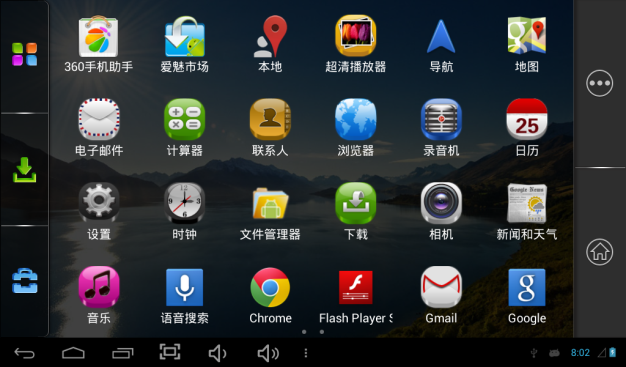 360手机助手 爱魅市场 本地 超清播放器 导航 地图
电子邮件 计算器 联系人 浏览器 录音机 25 日历
Google News
设置 时钟 文件管理器 下载 相机 新闻和天气
音乐 语音搜索 Chrome Flash Player S Gmail Google
8:02